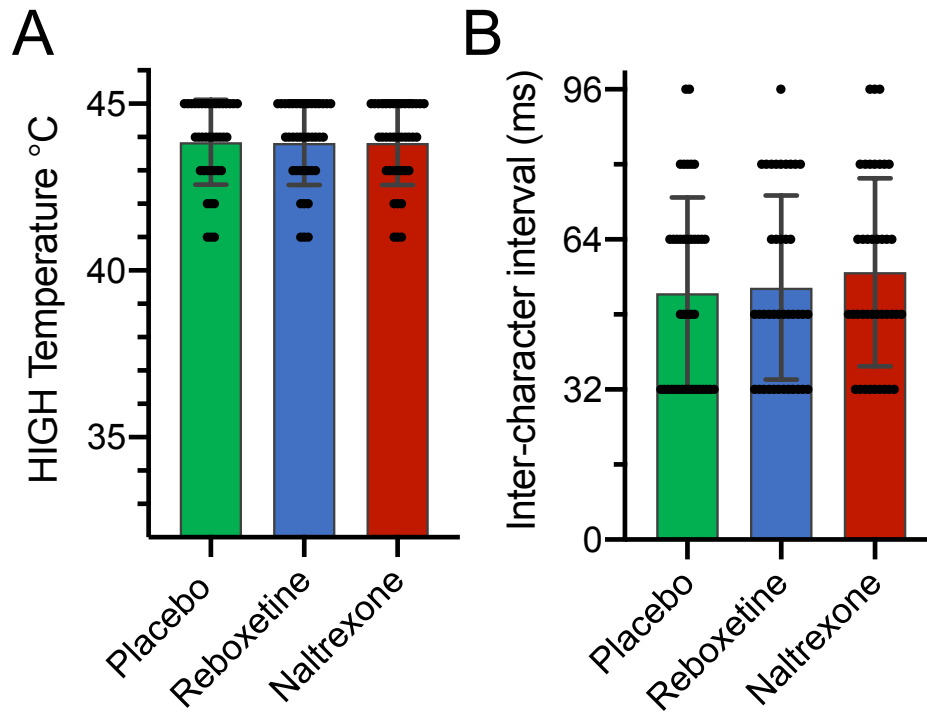 A
HIGH Temperature °C
45
40
35
Placebo
Reboxetine
Naltrexone
B
Inter-character interval (ms)
96
64
32
0
Placebo
Reboxetine
Naltrexone